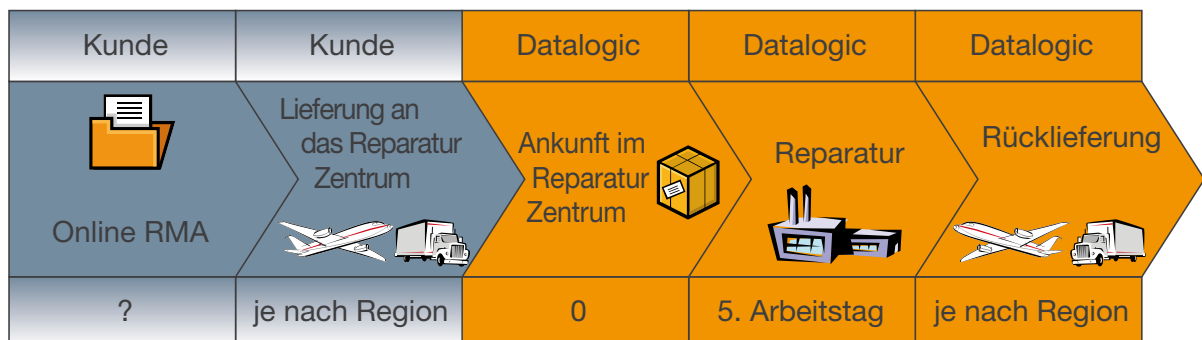 Kunde
Kunde
Datalogic
Datalogic
Datalogic
Online RMA
Lieferung an
das Reparatur
Zentrum
Ankunft im
Reparatur
Zentrum
Reparatur
Rücklieferung
?
je nach Region
0
5. Arbeitstag
je nach Region